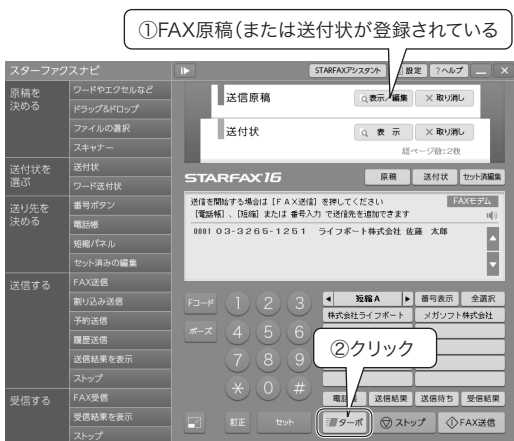 ①FAX原稿(または送付状が登録されている
スターファクスナビ
STARFAXアシスタント
設定
?ヘルプ
原稿を
決める
ワードやエクセルなど
ドラッグ&ドロップ
ファイルの選択
スキャナー
送付状を
選ぶ
送付状
ワード送付状
送り先を
決める
番号ボタン
電話帳
短縮パネル
セット済みの編集
送信する
FAX送信
割り込み送信
予約送信
履歴送信
送信結果を表示
ストップ
受信する
FAX受信
受信結果を表示
ストップ
送信原稿
表示/編集
×取り消し
送付状
表 示
×取り消し
総ページ数:2枚
STARFAX 16
原稿
送付状
セット済編集
送信を開始する場合は[FAX送信]を押してください
[電話帳]、[短縮]または 番号入力 で送信先を追加できます
FAXモデム
0001 03-3265-1251 ライフボート株式会社 佐藤 太郎
短縮A
番号表示
全選択
株式会社ライフボート
メガソフト株式会社
Fコード
1 2 3
ポーズ
4 5 6
7 8 9
* 0 #
訂正
セット
②クリック
送信結果
送信待ち
受信結果
ターボ
ストップ
FAX送信